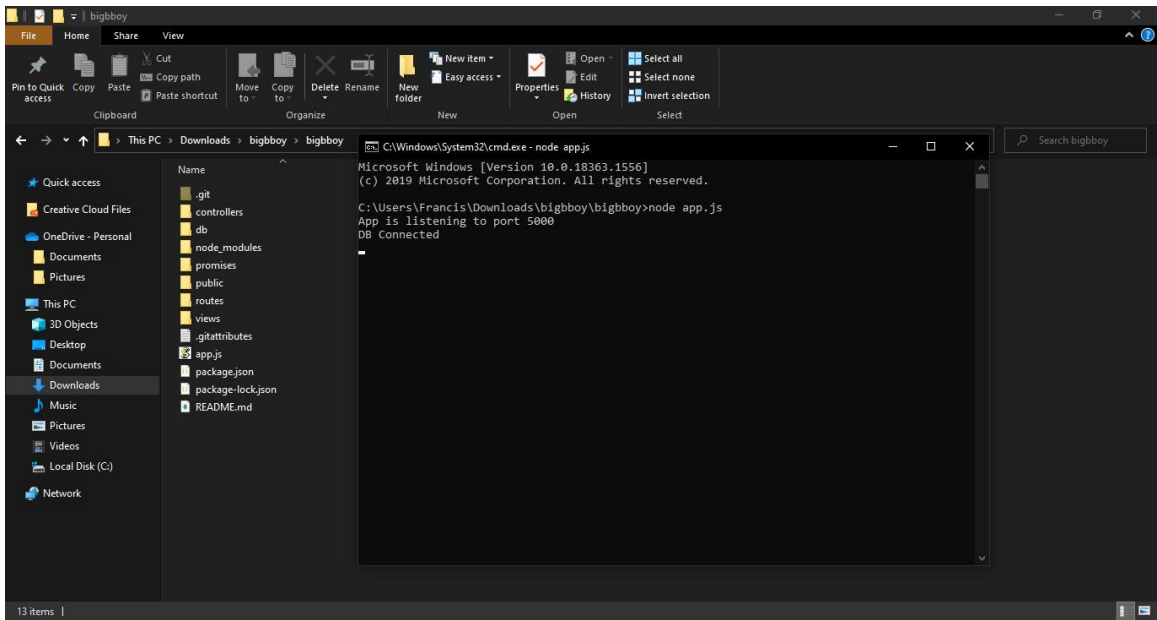 bigbboy
File
Home
Share
View
Pin to Quick access
Copy
Paste
Cut
Copy path
Paste shortcut
Clipboard
Move to
Copy to
Delete
Rename
Organize
New folder
New item
Easy access
New
Properties
Open
Edit
History
Open
Select all
Select none
Invert selection
Select
This PC > Downloads > bigbboy > bigbboy
Search bigbboy
Quick access
Creative Cloud Files
OneDrive - Personal
Documents
Pictures
This PC
3D Objects
Desktop
Documents
Downloads
Music
Pictures
Videos
Local Disk (C:)
Network
Name
.git
controllers
db
node_modules
promises
public
routes
views
.gitattributes
app.js
package.json
package-lock.json
README.md
C:\Windows\System32\cmd.exe - node app.js
Microsoft Windows [Version 10.0.18363.1556]
(c) 2019 Microsoft Corporation. All rights reserved.
C:\Users\Francis\Downloads\bigbboy\bigbboy>node app.js
App is listening to port 5000
DB Connected
13 items